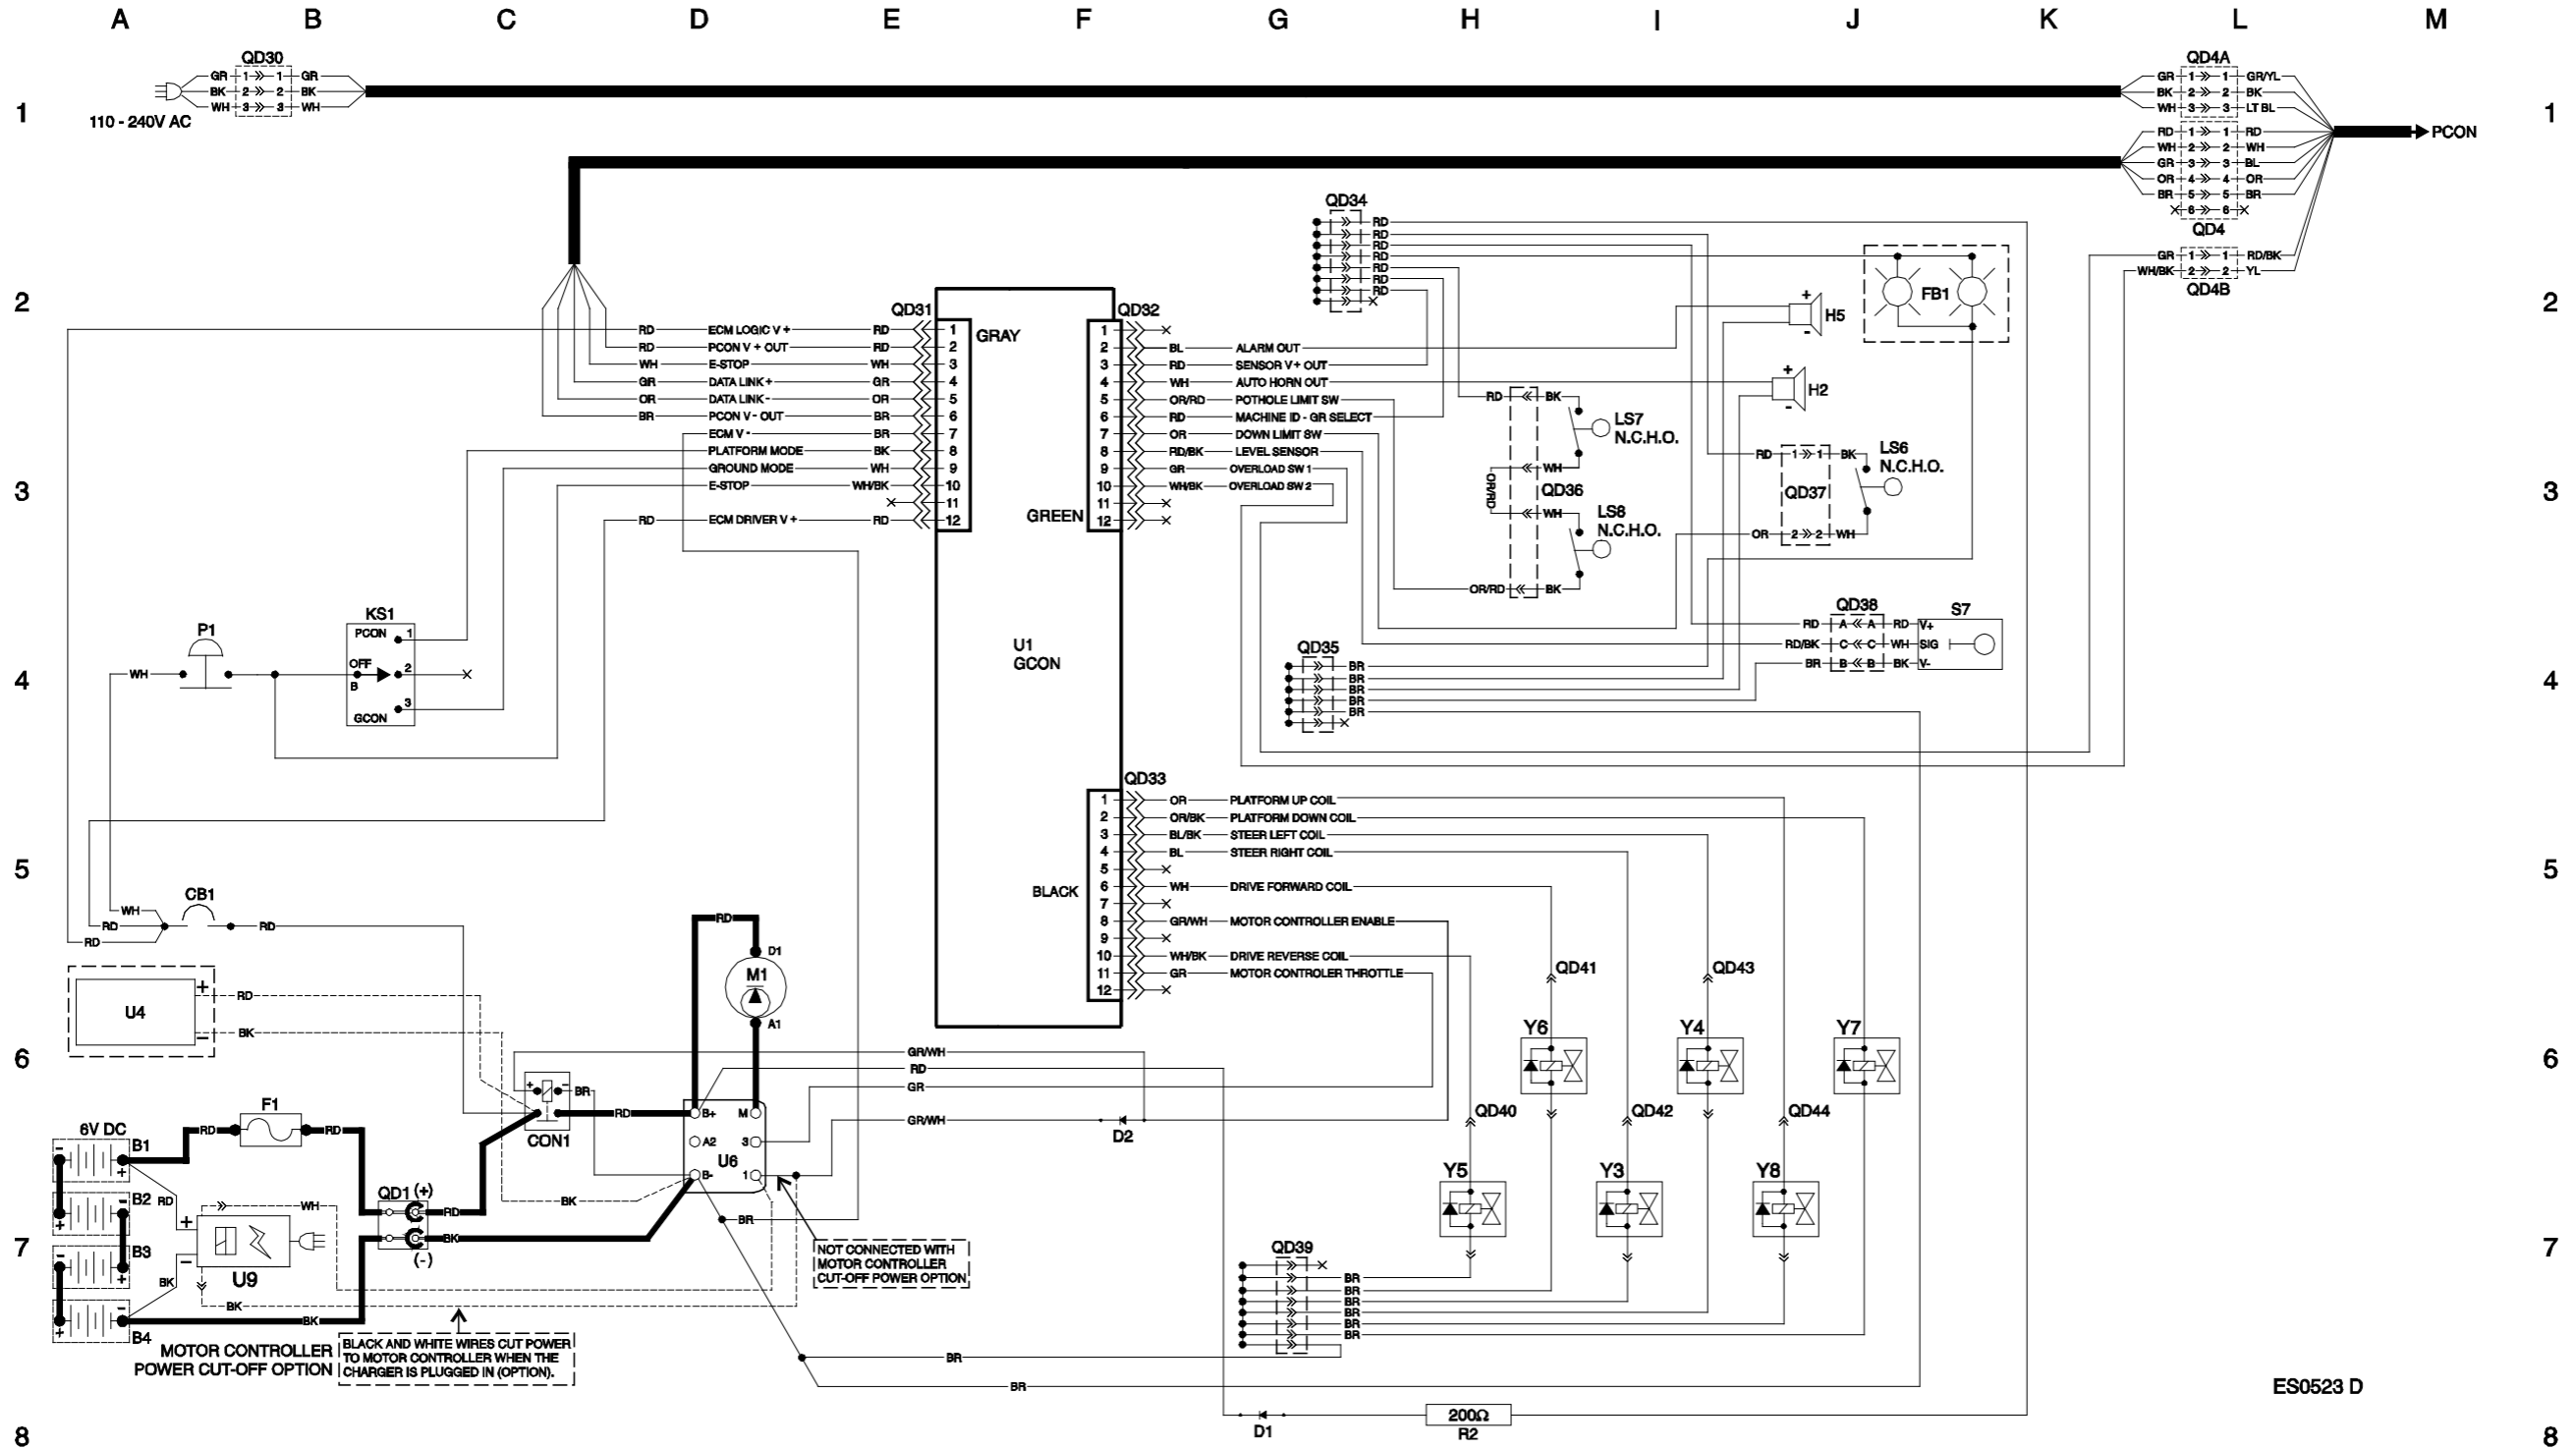 A B C D E F G H I J K L M
1 1
2 2
3 3
4 4
5 5
6 6
7 7
8 8
QD30
GR 1 1 GR
BK 2 2 BK
WH 3 3 WH
110 - 240V AC
QD4A
GR 1 1 GR/YL
BK 2 2 BK
WH 3 3 LT BL
RD 1 1 RD
WH 2 2 WH
GR 3 3 BL
OR 4 4 OR
BR 5 5 BR
6 6
QD4
PCON
GR 1 1 RD/BK
WH/BK 2 2 YL
QD4B
QD31
RD ECM LOGIC V + RD 1
RD PCON V + OUT RD 2
WH E-STOP WH 3
GR DATA LINK + GR 4
OR DATA LINK - OR 5
BR PCON V - OUT BR 6
ECM V - BR 7
PLATFORM MODE BK 8
GROUND MODE WH 9
E-STOP WH/BK 10
11
RD ECM DRIVER V + RD 12
GRAY
GREEN
U1
GCON
BLACK
QD32
1
2 BL ALARM OUT
3 RD SENSOR V + OUT
4 WH AUTO HORN OUT
5 OR/RD POTHOLE LIMIT SW
6 RD MACHINE ID - GR SELECT
7 OR DOWN LIMIT SW
8 RD/BK LEVEL SENSOR
9 GR OVERLOAD SW 1
10 WH/BK OVERLOAD SW 2
11
12
QD34
RD
RD
RD
RD
RD
RD
RD
H5
+
-
H2
+
-
FB1
RD BK
LS7
N.C.H.O.
WH
OR/RD
QD36
WH
LS8
N.C.H.O.
OR/RD BK
RD 1 1 BK
LS6
N.C.H.O.
QD37
OR 2 2 WH
QD38
S7
RD A A RD V+
RD/BK C C WH SIG
BR B B BK V-
QD35
BR
BR
BR
BR
BR
P1
WH
KS1
PCON 1
OFF 2
B
3
GCON
QD33
1 OR PLATFORM UP COIL
2 OR/BK PLATFORM DOWN COIL
3 BL/BK STEER LEFT COIL
4 BL STEER RIGHT COIL
5
6 WH DRIVE FORWARD COIL
7
8 GR/WH MOTOR CONTROLLER ENABLE
9
10 WH/BK DRIVE REVERSE COIL
11 GR MOTOR CONTROLER THROTTLE
12
CB1
WH
RD
RD
RD
U4
+
-
RD
BK
RD
D1
M1
A1
GR/WH
RD
GR
GR/WH
D2
+ - BR
CON1
RD
B+ M
A2 3
U6
B- 1
BK
BR
F1
RD RD
6V DC
B1
B2
B3
B4
RD
BK
WH
+
-
U9
BK
BK
QD1 (+)
RD
BK
(-)
NOT CONNECTED WITH
MOTOR CONTROLLER
CUT-OFF POWER OPTION
MOTOR CONTROLLER
POWER CUT-OFF OPTION
BLACK AND WHITE WIRES CUT POWER
TO MOTOR CONTROLLER WHEN THE
CHARGER IS PLUGGED IN (OPTION).
QD41
QD43
Y6
Y4
Y7
QD40
QD42
QD44
Y5
Y3
Y8
QD39
BR
BR
BR
BR
BR
BR
BR
BR
D1
200Ω
R2
ES0523 D